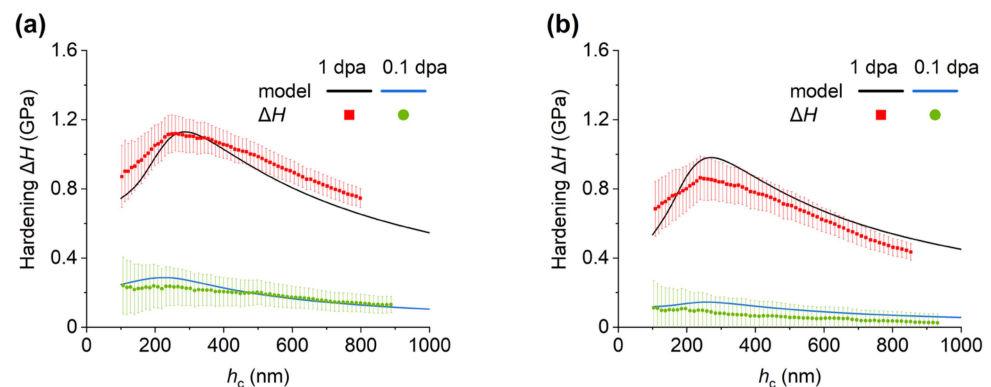 (a)
1 dpa 0.1 dpa
model
ΔH
Hardening ΔH (GPa)
1.6
1.2
0.8
0.4
0
0 200 400 600 800 1000
hc (nm)
(b)
1 dpa 0.1 dpa
model
ΔH
Hardening ΔH (GPa)
1.6
1.2
0.8
0.4
0
0 200 400 600 800 1000
hc (nm)